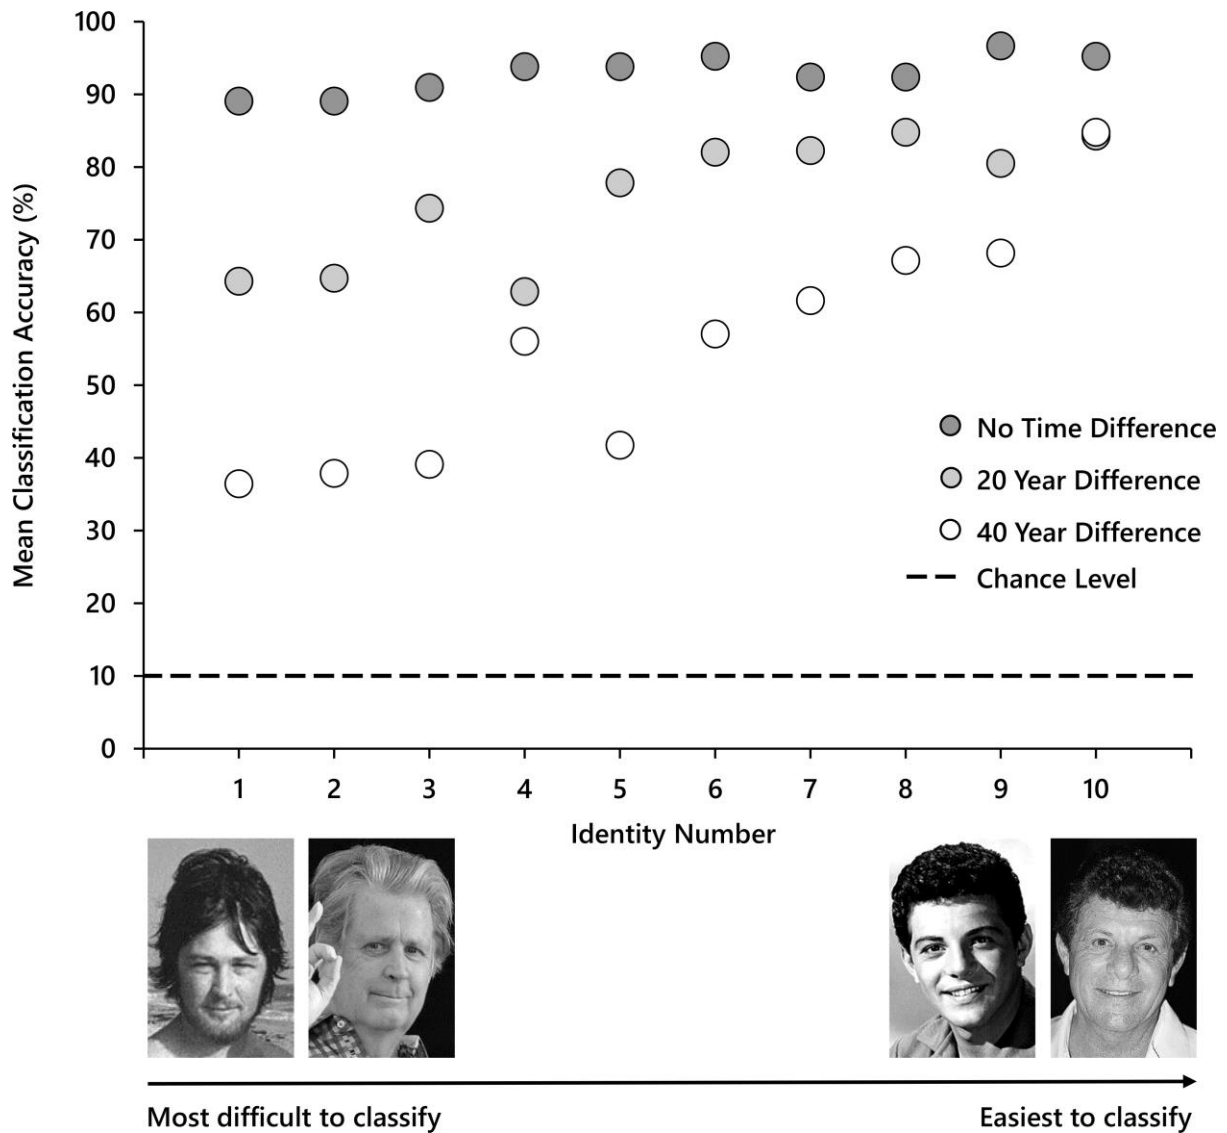 100
90
80
70
60
50
40
30
20
10
0
Mean Classification Accuracy (%)
No Time Difference
20 Year Difference
40 Year Difference
Chance Level
1 2 3 4 5 6 7 8 9 10
Identity Number
Most difficult to classify
Easiest to classify